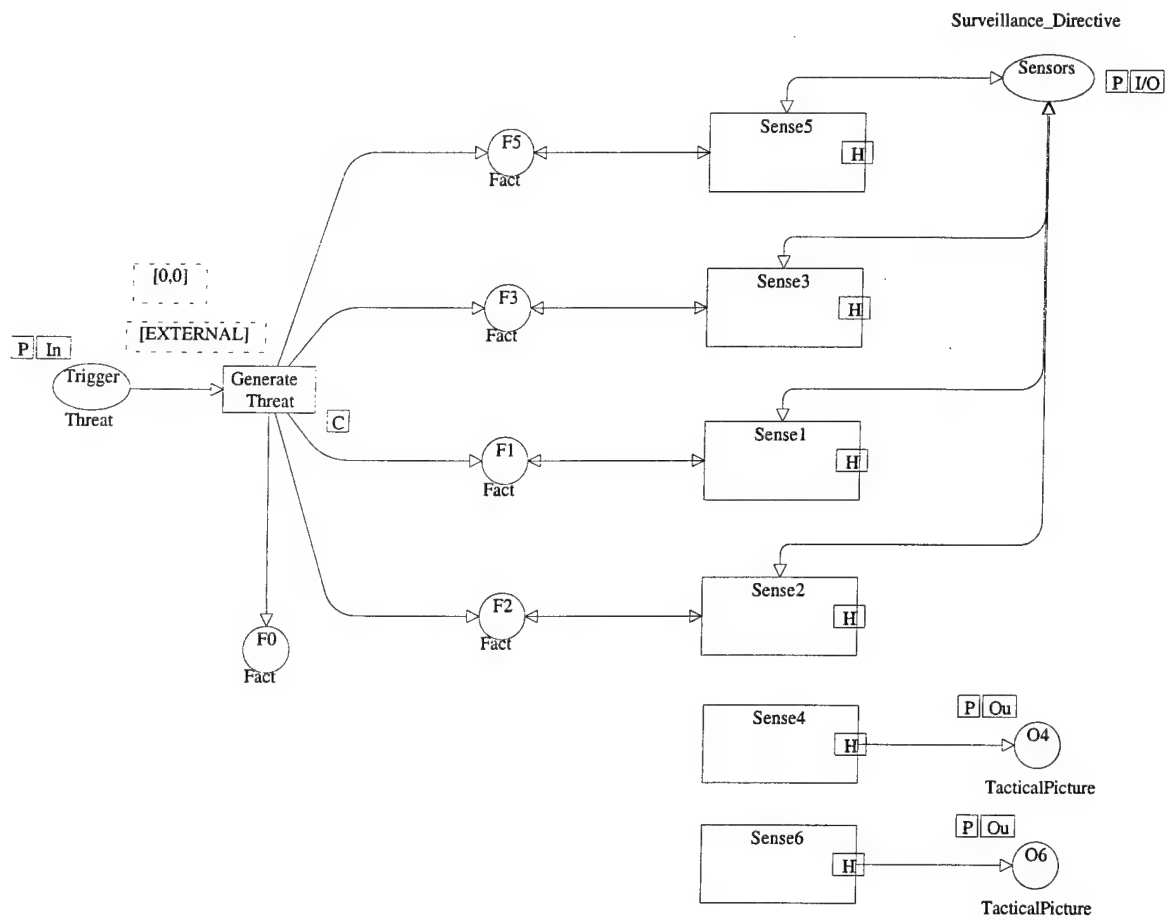 Surveillance_Directive
Sensors
P I/O
Sense5
H
F5
Fact
[0,0]
Sense3
H
F3
Fact
[EXTERNAL]
P In
Trigger
Threat
Generate
Threat
C
Sense1
H
F1
Fact
Sense2
H
F2
Fact
F0
Fact
Sense4
H
P Ou
O4
TacticalPicture
Sense6
H
P Ou
O6
TacticalPicture